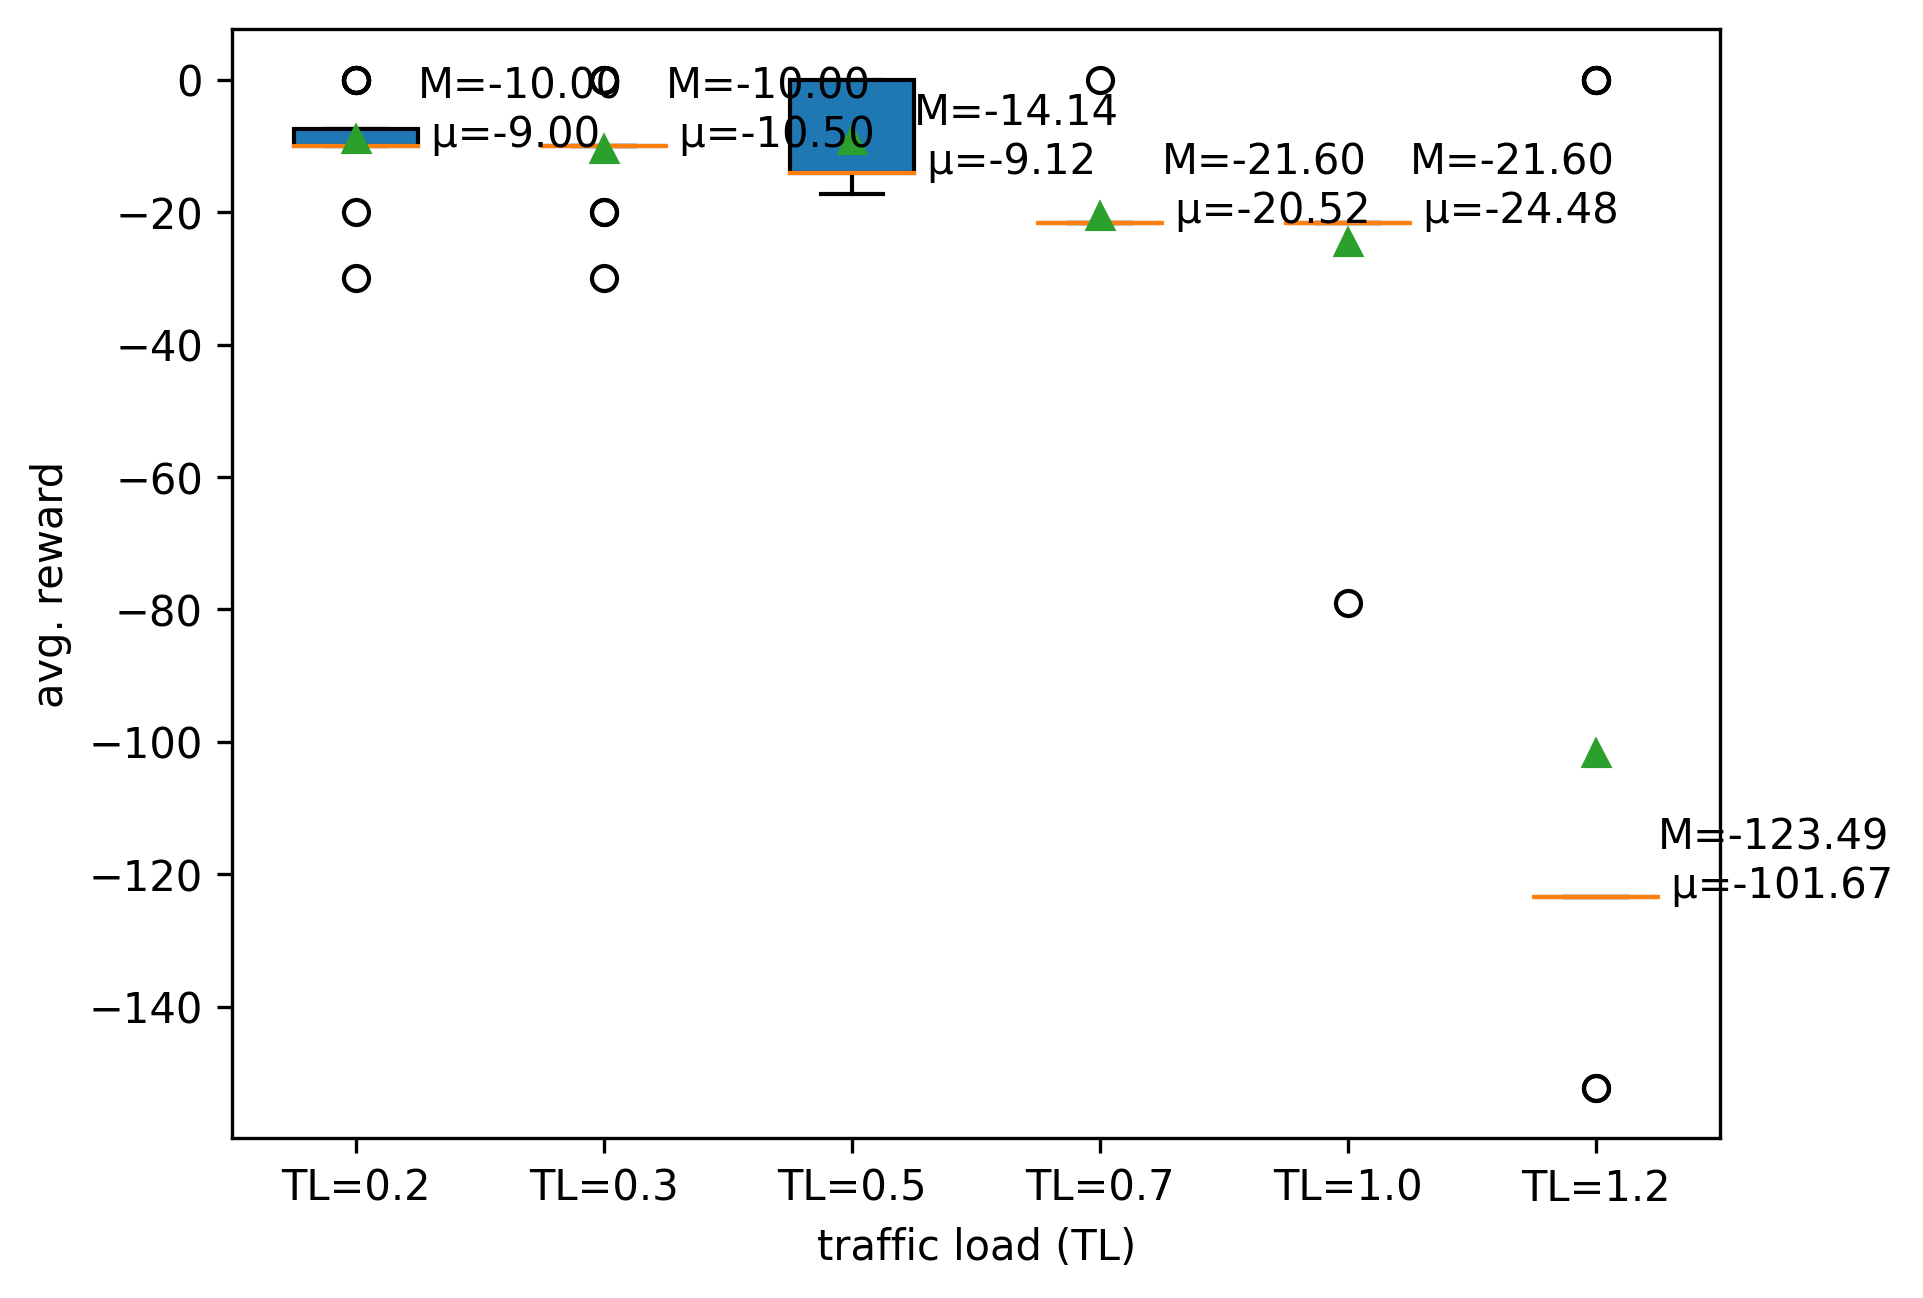 0
−20
−40
−60
−80
−100
−120
−140
avg. reward
M=-10.00
μ=-9.00
M=-10.00
μ=-10.50
M=-14.14
μ=-9.12
M=-21.60
μ=-20.52
M=-21.60
μ=-24.48
M=-123.49
μ=-101.67
TL=0.2
TL=0.3
TL=0.5
TL=0.7
TL=1.0
TL=1.2
traffic load (TL)